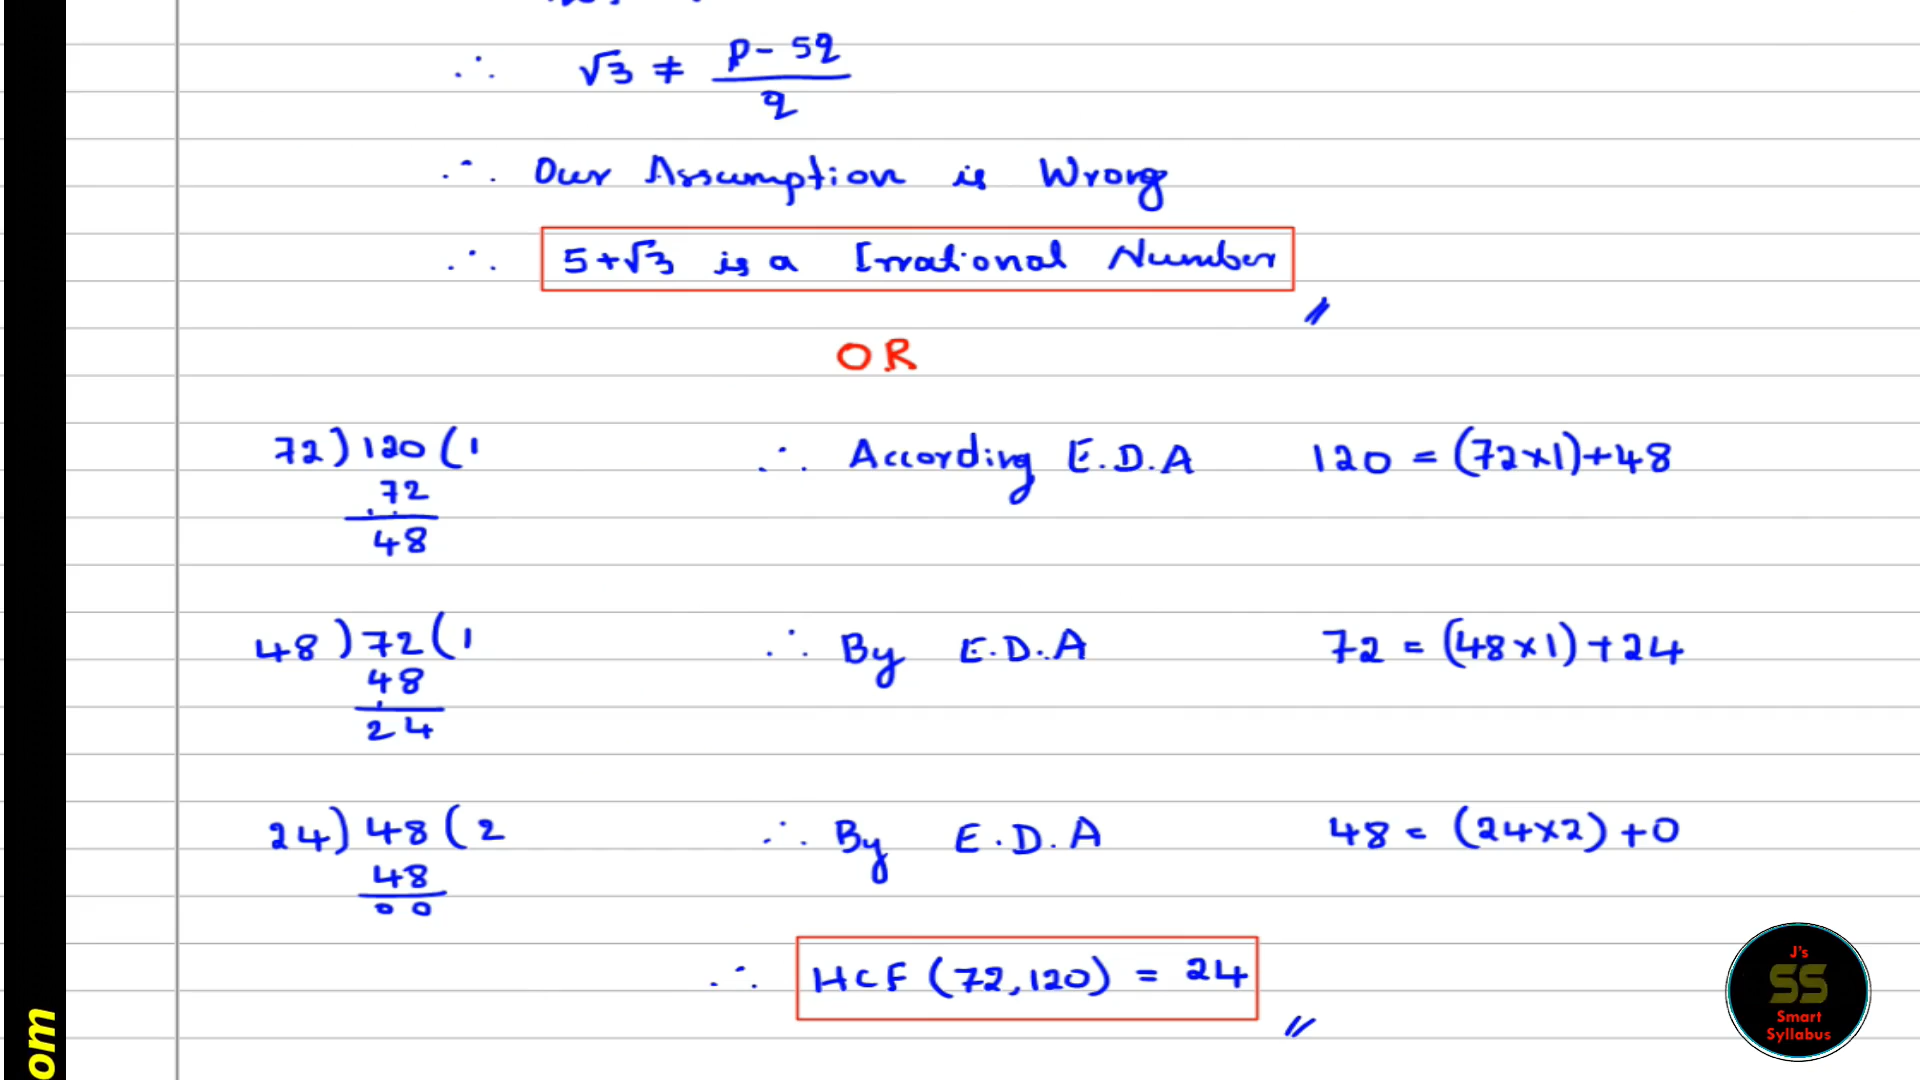 ∴ √3 ≠ p - 5q / q
∴ Our Assumption is Wrong
∴ 5+√3 is a Irrational Number
OR
72 ) 120 ( 1
72
48
∴ According E.D.A 120 = (72×1)+48
48 ) 72 ( 1
48
24
∴ By E.D.A 72 = (48×1)+24
24 ) 48 ( 2
48
00
∴ By E.D.A 48 = (24×2)+0
∴ HCF (72,120) = 24
J's
SS
Smart
Syllabus
om